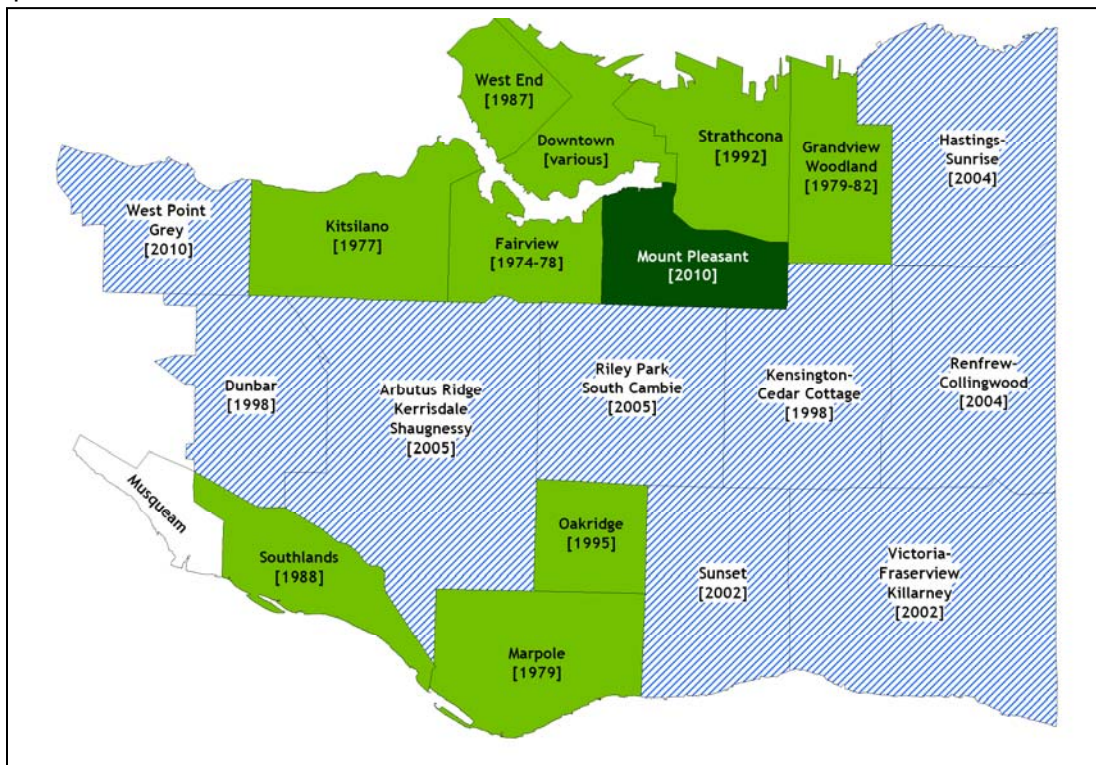 West End
[1987]
Downtown
[various]
Strathcona
[1992]
Grandview
Woodland
[1979-82]
Hastings-
Sunrise
[2004]
West Point
Grey
[2010]
Kitsilano
[1977]
Fairview
[1974-78]
Mount Pleasant
[2010]
Dunbar
[1998]
Arbutus Ridge
Kerrisdale
Shaugnessy
[2005]
Riley Park
South Cambie
[2005]
Kensington-
Cedar Cottage
[1998]
Renfrew-
Collingwood
[2004]
Musqueam
Southlands
[1988]
Oakridge
[1995]
Sunset
[2002]
Victoria-
Fraserview
Killarney
[2002]
Marpole
[1979]